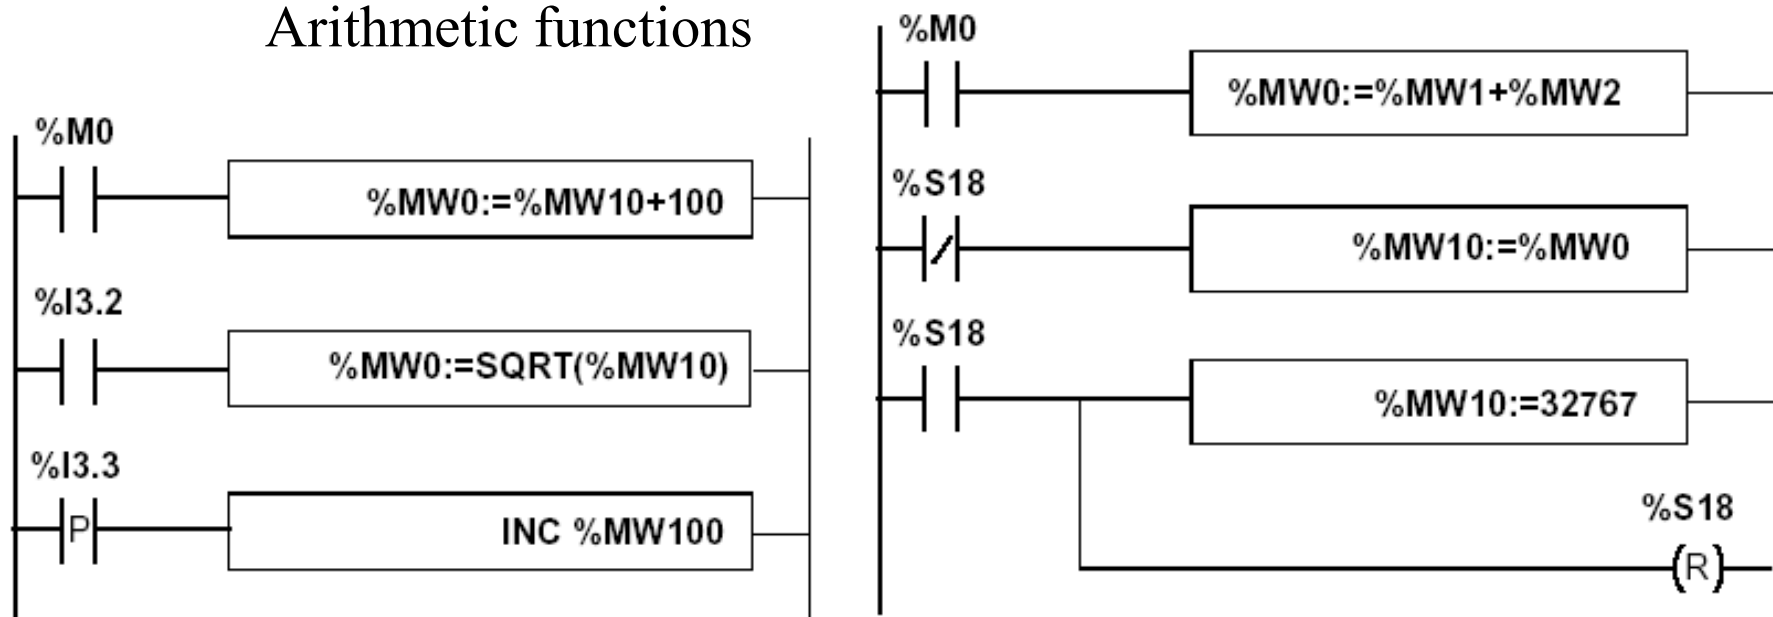 Arithmetic functions
%M0
%MW0:=%MW10+100
%I3.2
%MW0:=SQRT(%MW10)
%I3.3
P
INC %MW100
%M0
%MW0:=%MW1+%MW2
%S18
%MW10:=%MW0
%S18
%MW10:=32767
%S18
(R)